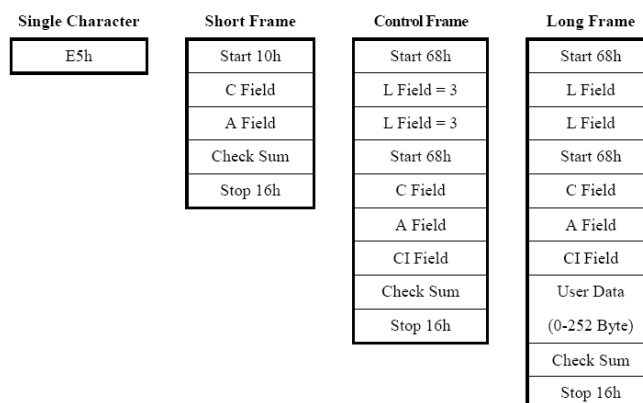 Single Character
E5h
Short Frame
Start 10h
C Field
A Field
Check Sum
Stop 16h
Control Frame
Start 68h
L Field = 3
L Field = 3
Start 68h
C Field
A Field
CI Field
Check Sum
Stop 16h
Long Frame
Start 68h
L Field
L Field
Start 68h
C Field
A Field
CI Field
User Data
(0-252 Byte)
Check Sum
Stop 16h